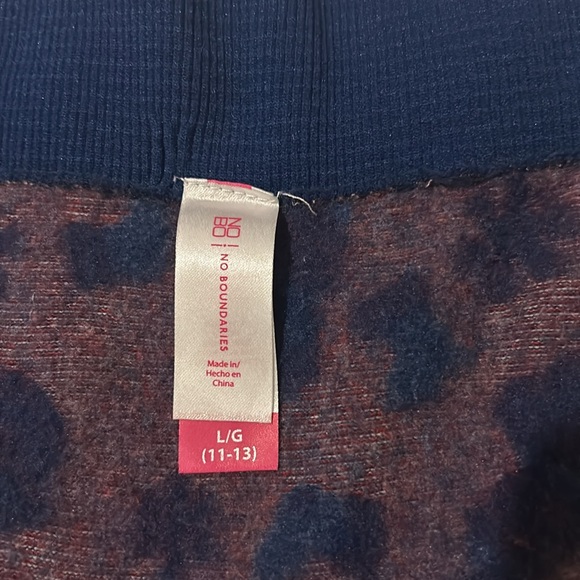 NO
BO
NO BOUNDARIES
Made in/
Hecho en
China
L/G
(11-13)